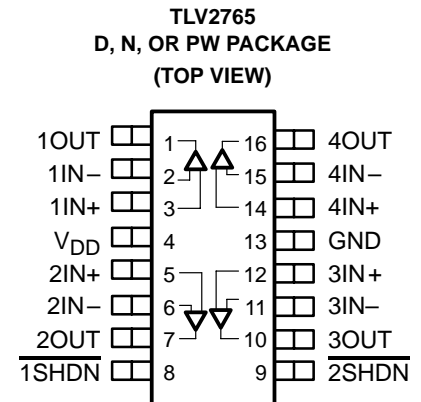 TLV2765
D, N, OR PW PACKAGE
(TOP VIEW)
1OUT 1 16 4OUT
1IN− 2 15 4IN−
1IN+ 3 14 4IN+
VDD 4 13 GND
2IN+ 5 12 3IN+
2IN− 6 11 3IN−
2OUT 7 10 3OUT
1SHDN 8 9 2SHDN